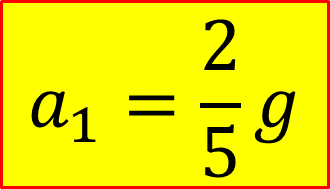 a₁ = 2/5 g